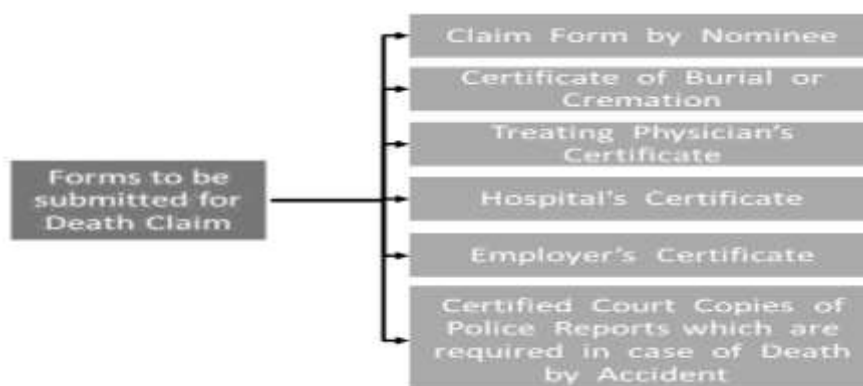 Forms to be
submitted for
Death Claim
Claim Form by Nominee
Certificate of Burial or
Cremation
Treating Physician's
Certificate
Hospital's Certificate
Employer's Certificate
Certified Court Copies of
Police Reports which are
required in case of Death
by Accident